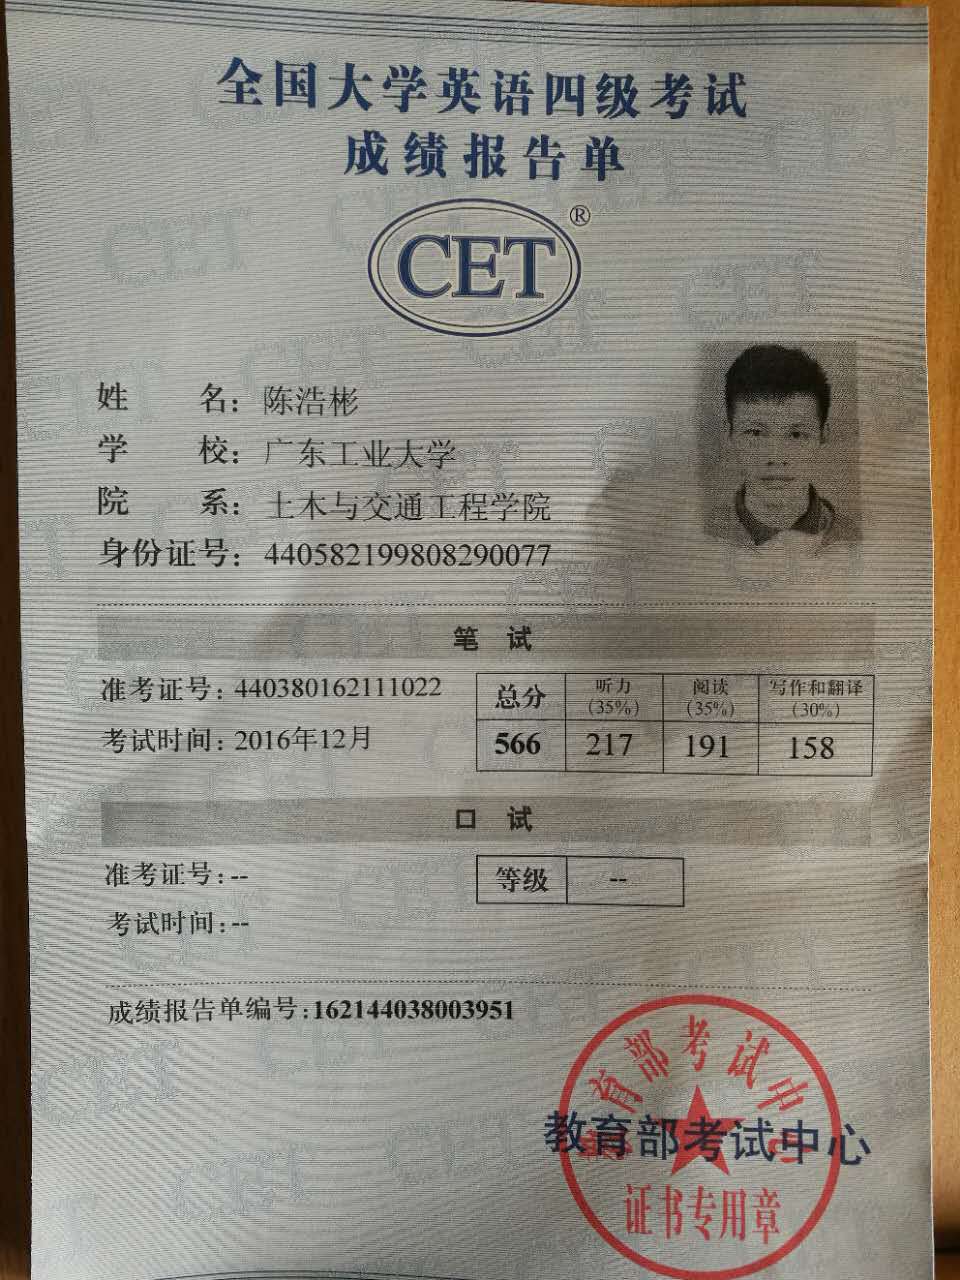 全国大学英语四级考试
成绩报告单
CET®
姓名：陈浩彬
学校：广东工业大学
院系：土木与交通工程学院
身份证号：440582199808290077
笔 试
准考证号：440380162111022
考试时间：2016年12月
总分 听力(35%) 阅读(35%) 写作和翻译(30%)
566 217 191 158
口 试
准考证号：--
考试时间：--
等级 --
成绩报告单编号：162144038003951
教育部考试中心
教育部考试中心
证书专用章